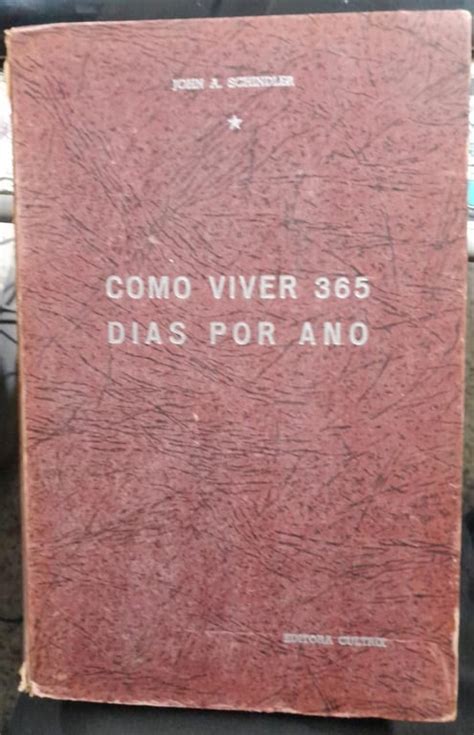 JOHN A. SCHINDLER
COMO VIVER 365
DIAS POR ANO
EDITORA CULTRIX